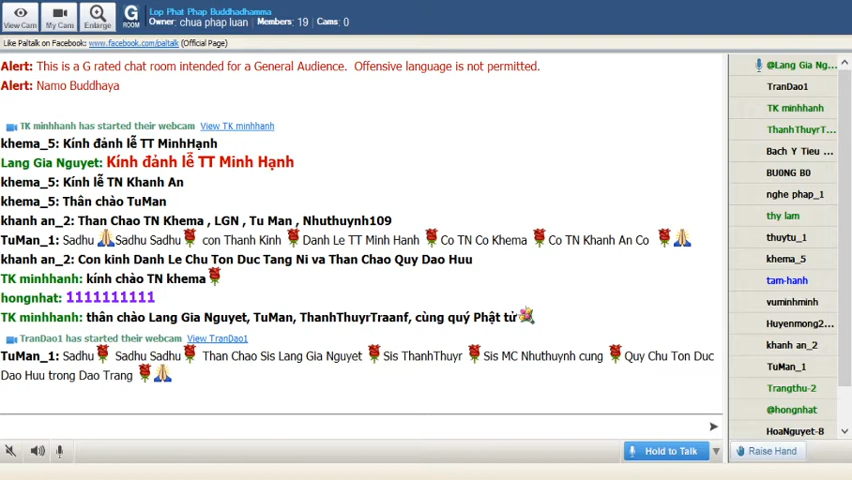 Lop Phat Phap Buddhadhamma
Owner: chua phap luan Members: 19 Cams: 0
View Cam
My Cam
Enlarge
G
ROOM
Like Paltalk on Facebook: www.facebook.com/paltalk (Official Page)
Alert: This is a G rated chat room intended for a General Audience. Offensive language is not permitted.
Alert: Namo Buddhaya
TK minhhanh has started their webcam View TK minhhanh
khema_5: Kính đảnh lễ TT MinhHạnh
Lang Gia Nguyet: Kính đảnh lễ TT Minh Hạnh
khema_5: Kính lễ TN Khanh An
khema_5: Thân chào TuMan
khanh an_2: Than Chao TN Khema , LGN , Tu Man , Nhuthuynh109
TuMan_1: Sadhu Sadhu Sadhu con Thanh Kinh Danh Le TT Minh Hanh Co TN Co Khema Co TN Khanh An Co
khanh an_2: Con kinh Danh Le Chu Ton Duc Tang Ni va Than Chao Quy Dao Huu
TK minhhanh: kính chào TN khema
hongnhat: 1111111111
TK minhhanh: thân chào Lang Gia Nguyet, TuMan, ThanhThuyrTraanf, cùng quý Phật tử
TranDao1 has started their webcam View TranDao1
TuMan_1: Sadhu Sadhu Sadhu Than Chao Sis Lang Gia Nguyet Sis ThanhThuyr Sis MC Nhuthuynh cung Quy Chu Ton Duc
Dao Huu trong Dao Trang
Hold to Talk
@Lang Gia Ng...
TranDao1
TK minhhanh
ThanhThuyrT...
Bach Y Tieu ...
BU0NG B0
nghe phap_1
thy lam
thuytu_1
khema_5
tam-hanh
vuminhminh
Huyenmong2...
khanh an_2
TuMan_1
Trangthu-2
@hongnhat
HoaNguyet-8
Raise Hand